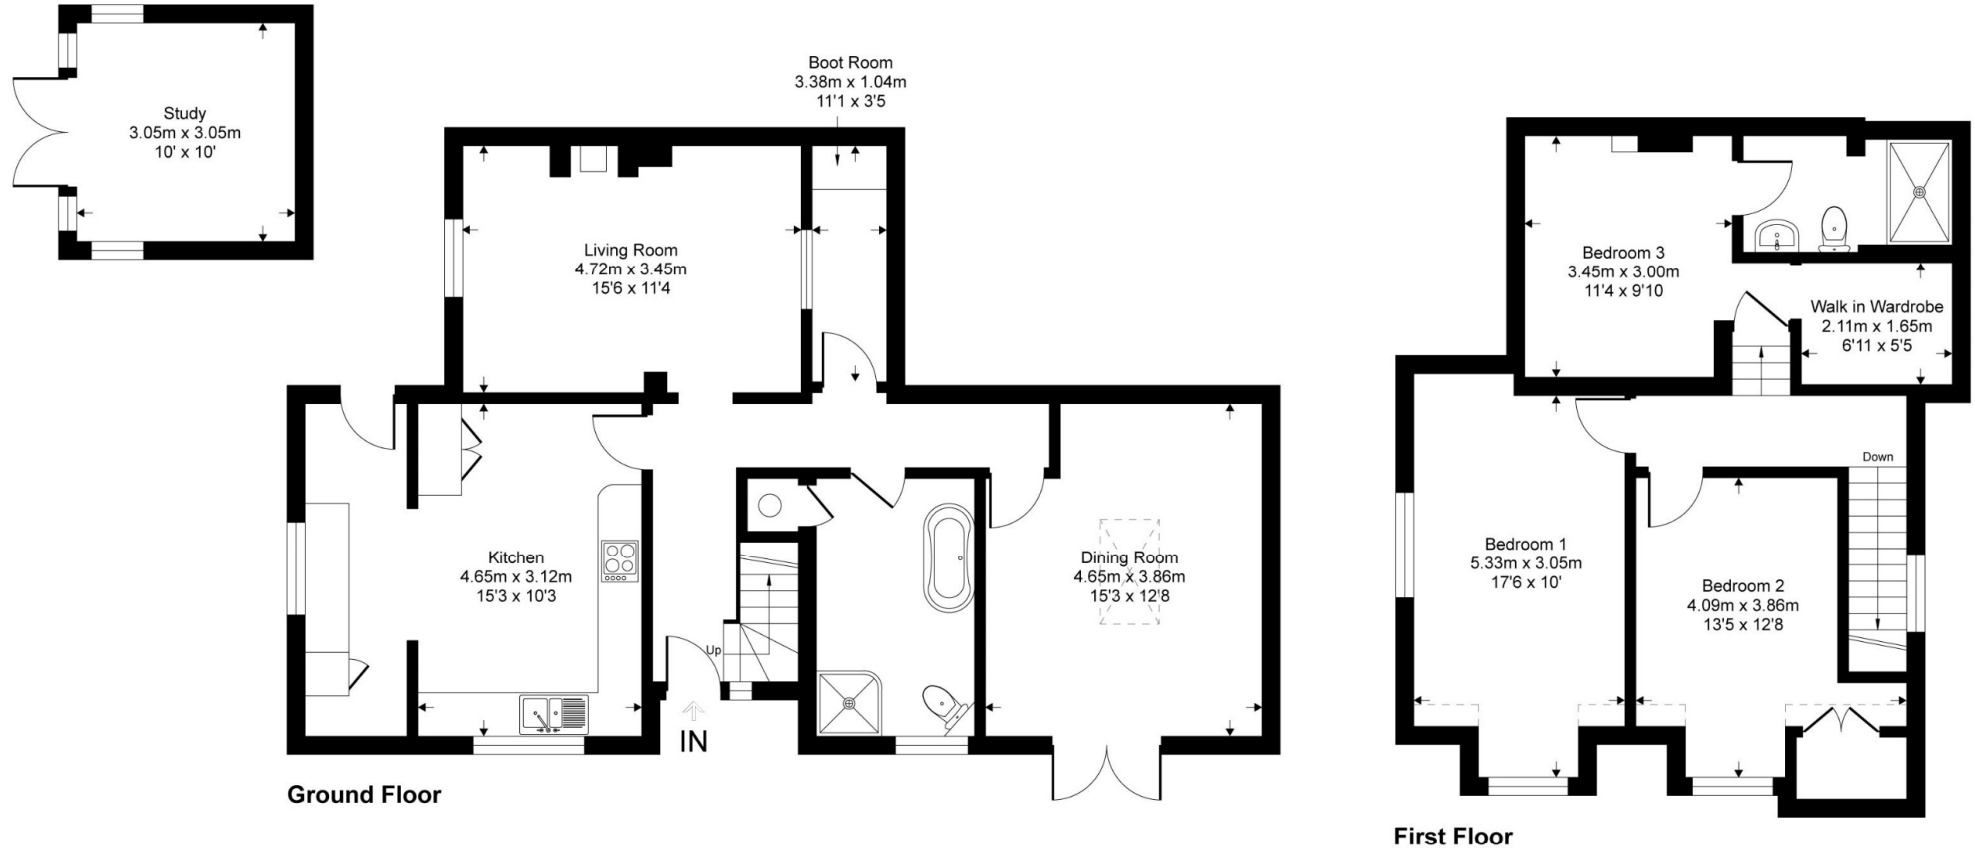 Study
3.05m x 3.05m
10' x 10'
Boot Room
3.38m x 1.04m
11'1 x 3'5
Living Room
4.72m x 3.45m
15'6 x 11'4
Kitchen
4.65m x 3.12m
15'3 x 10'3
Up
IN
Dining Room
4.65m x 3.86m
15'3 x 12'8
Ground Floor
Bedroom 3
3.45m x 3.00m
11'4 x 9'10
Walk in Wardrobe
2.11m x 1.65m
6'11 x 5'5
Down
Bedroom 1
5.33m x 3.05m
17'6 x 10'
Bedroom 2
4.09m x 3.86m
13'5 x 12'8
First Floor